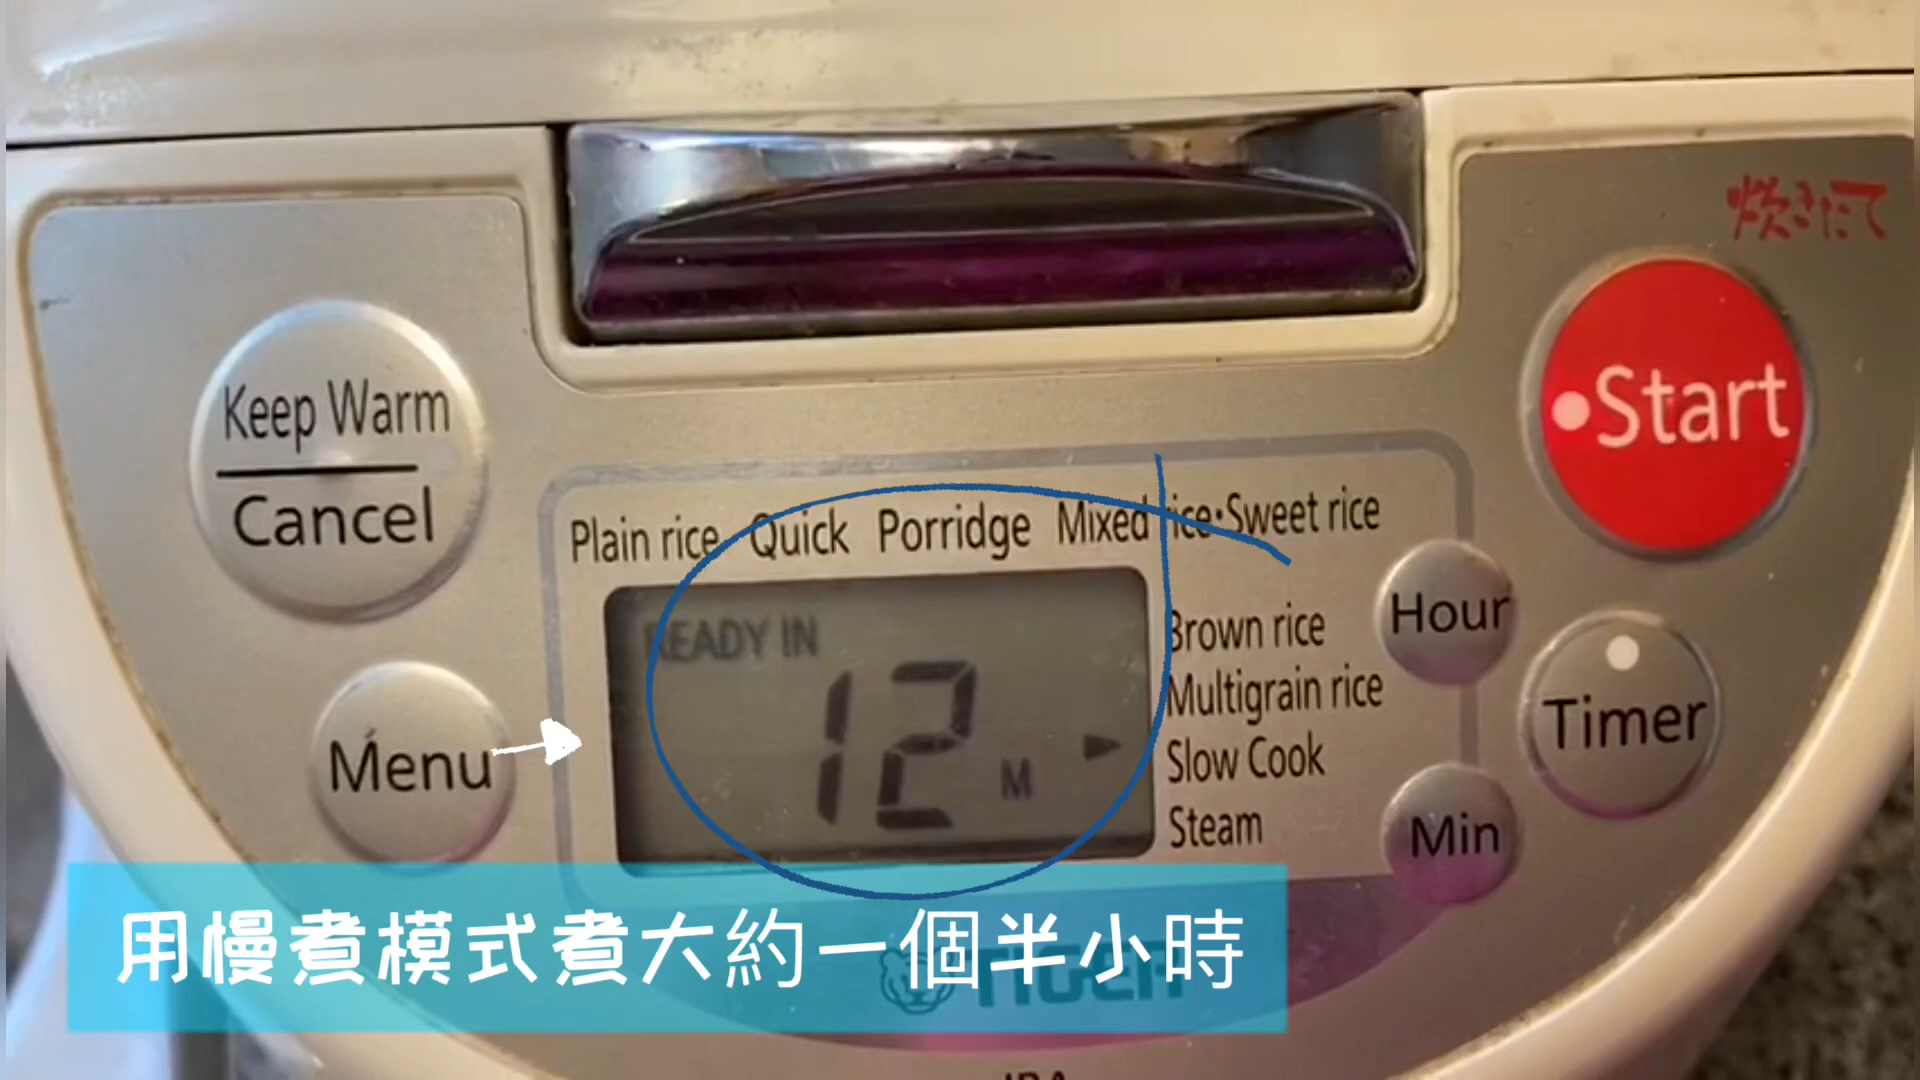 炊きたて
Keep Warm
Cancel
Start
Plain rice Quick Porridge Mixed rice•Sweet rice
READY IN
12 M
Brown rice
Multigrain rice
Slow Cook
Steam
Hour
Min
Timer
Menu
用慢煮模式煮大約一個半小時
TIGER